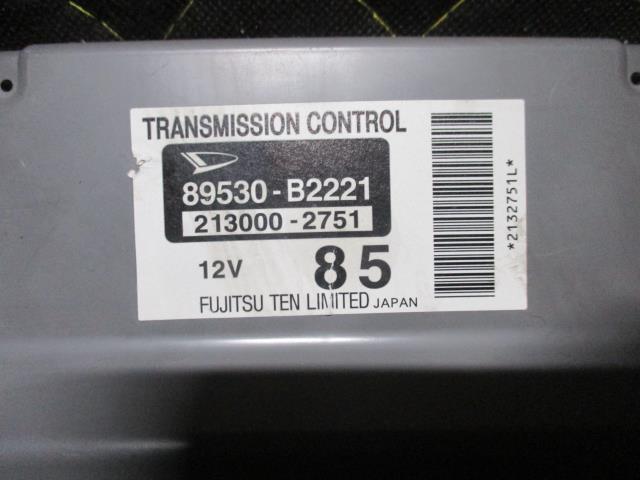 TRANSMISSION CONTROL
89530-B2221
213000-2751
12V 85
FUJITSU TEN LIMITED JAPAN
*2132751L*